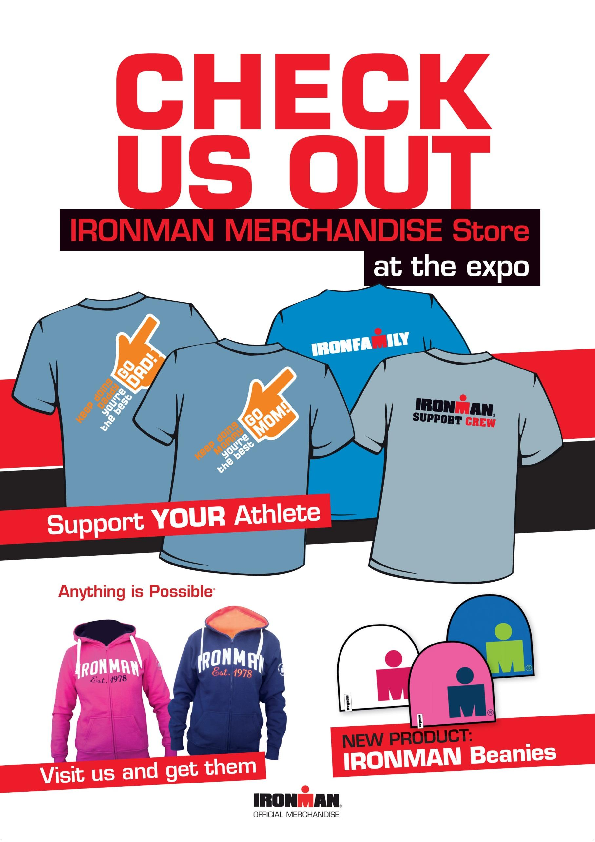 CHECK
US OUT
IRONMAN MERCHANDISE Store
at the expo
GO
DAD!
you're
the best
GO
MOM!
you're
the best
IRONFAMILY
IRONMAN®
SUPPORT CREW
Support YOUR Athlete
Anything is Possible
IRONMAN
Est. 1978
IRONMAN
Est. 1978
NEW PRODUCT:
IRONMAN Beanies
Visit us and get them
IRONMAN®
OFFICIAL MERCHANDISE